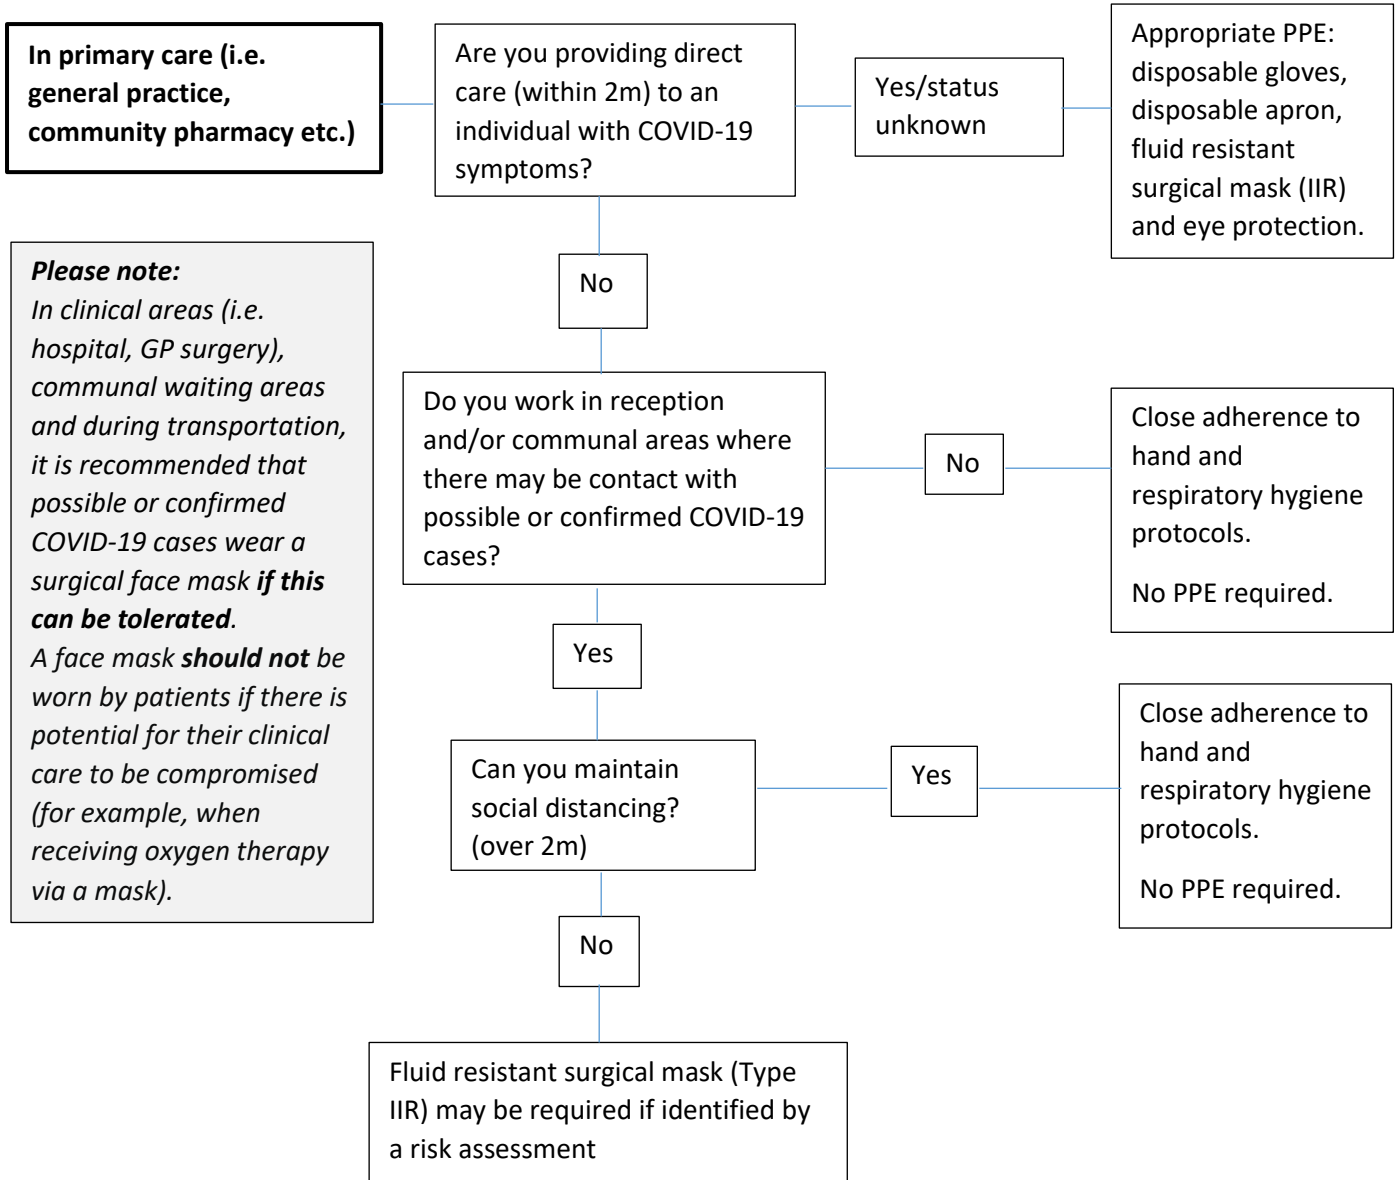 In primary care (i.e.
general practice,
community pharmacy etc.)
Are you providing direct
care (within 2m) to an
individual with COVID-19
symptoms?
Yes/status
unknown
Appropriate PPE:
disposable gloves,
disposable apron,
fluid resistant
surgical mask (IIR)
and eye protection.
Please note:
In clinical areas (i.e.
hospital, GP surgery),
communal waiting areas
and during transportation,
it is recommended that
possible or confirmed
COVID-19 cases wear a
surgical face mask if this
can be tolerated.
A face mask should not be
worn by patients if there is
potential for their clinical
care to be compromised
(for example, when
receiving oxygen therapy
via a mask).
No
Do you work in reception
and/or communal areas where
there may be contact with
possible or confirmed COVID-19
cases?
No
Close adherence to
hand and
respiratory hygiene
protocols.
No PPE required.
Yes
Can you maintain
social distancing?
(over 2m)
Yes
Close adherence to
hand and
respiratory hygiene
protocols.
No PPE required.
No
Fluid resistant surgical mask (Type
IIR) may be required if identified by
a risk assessment